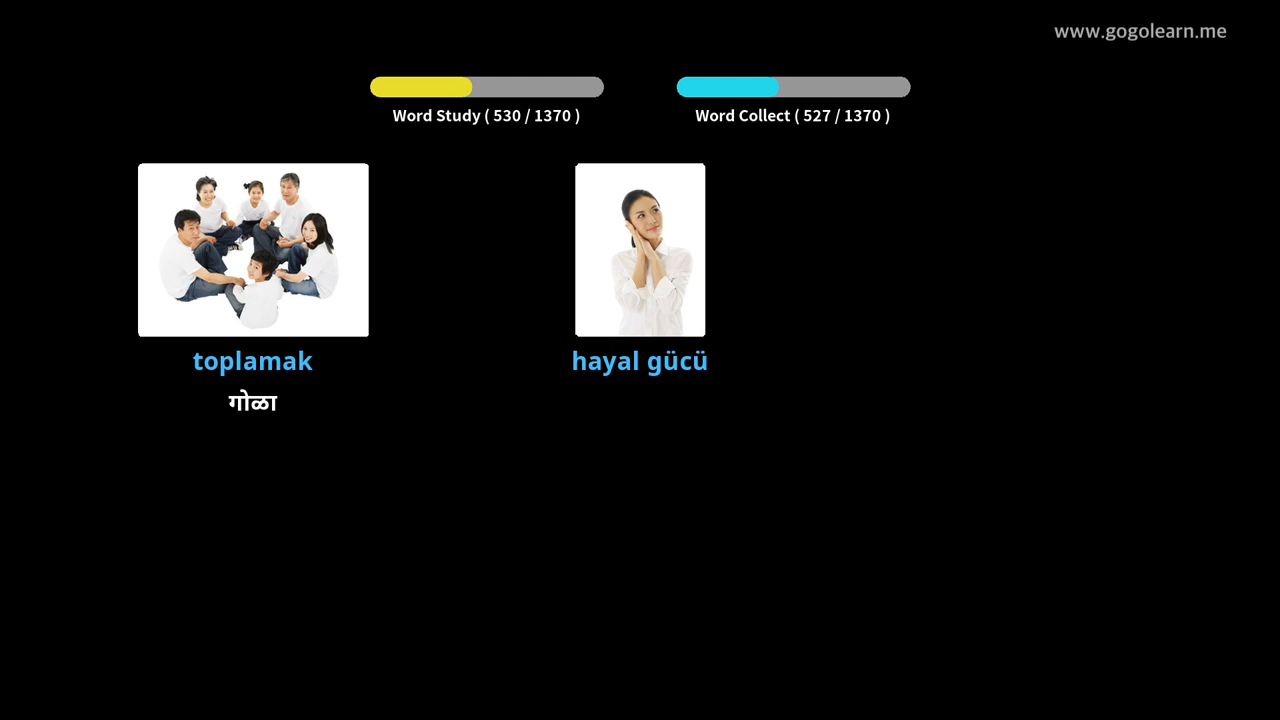 www.gogolearn.me
Word Study ( 530 / 1370 )
Word Collect ( 527 / 1370 )
toplamak
hayal gücü
गोळा